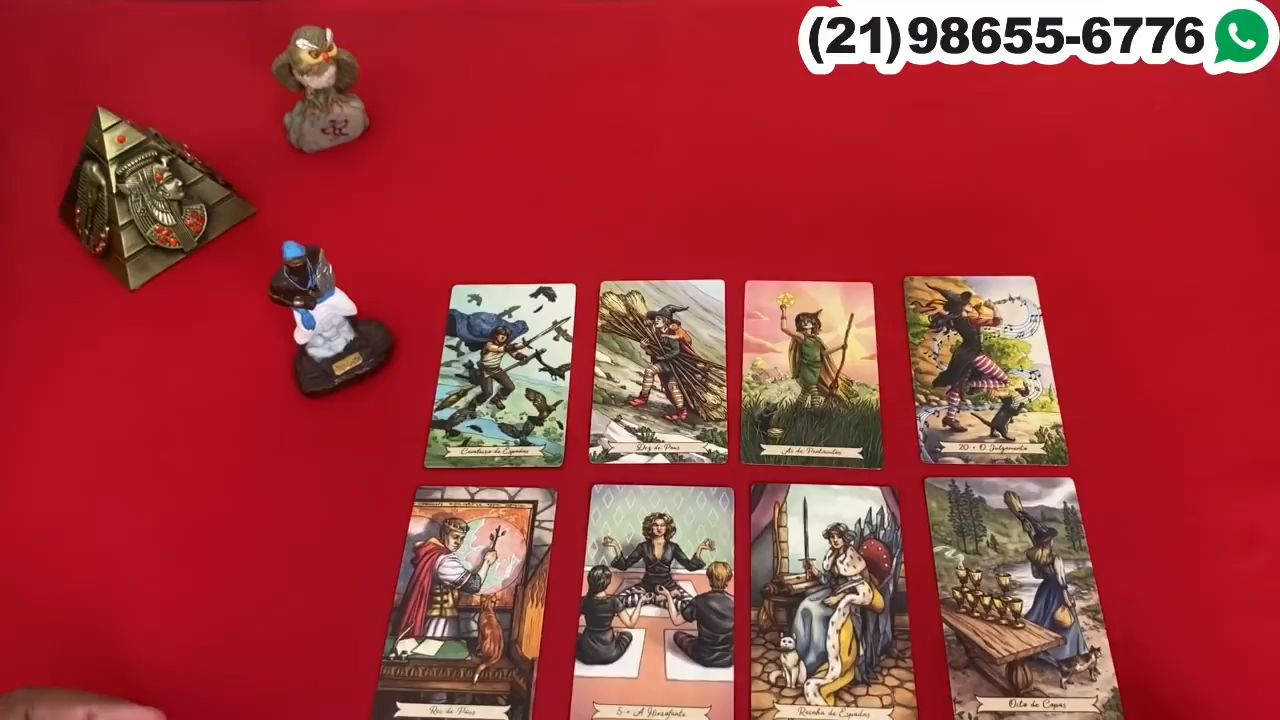 (21)98655-6776
Cavaleiro de Espadas
Dez de Paus
Ás de Pentáculos
20 • O Julgamento
Rei de Paus
5 • A Hierofante
Rainha de Espadas
Oito de Copas